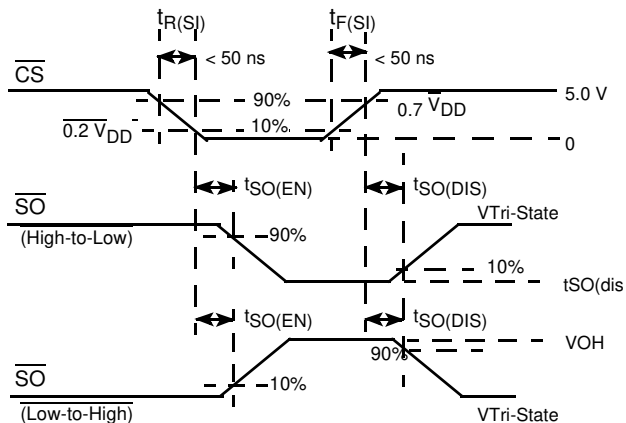 tR(SI) tF(SI)
< 50 ns < 50 ns
CS
90% 0.7 VDD 5.0 V
0.2 VDD 10% 0
tSO(EN) tSO(DIS)
SO VTri-State
(High-to-Low) 90%
10%
tSO(dis
tSO(EN) tSO(DIS)
VOH
90%
SO
10%
(Low-to-High) VTri-State